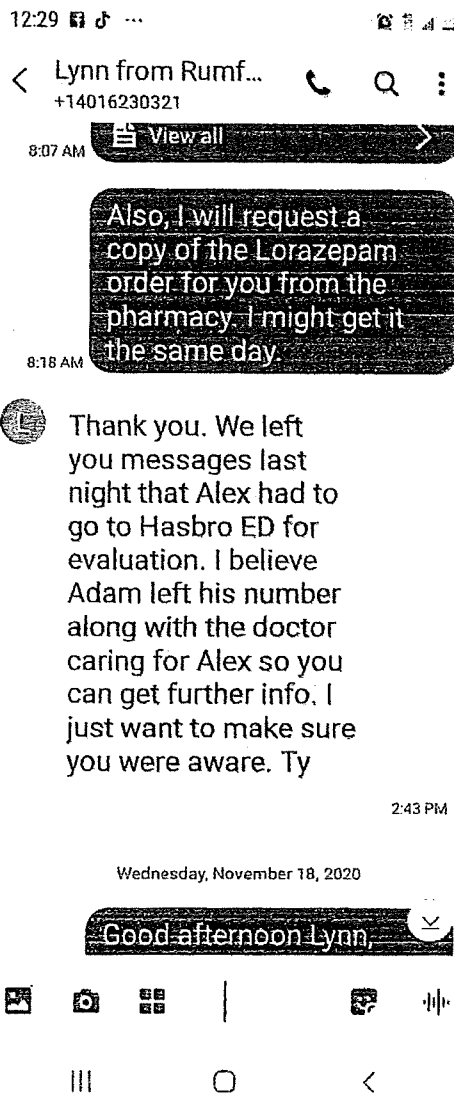 12:29
Lynn from Rumf...
+14016230321
View all
8:07 AM
Also, I will request a
copy of the Lorazepam
order for you from the
pharmacy. I might get it
the same day.
8:18 AM
L
Thank you. We left
you messages last
night that Alex had to
go to Hasbro ED for
evaluation. I believe
Adam left his number
along with the doctor
caring for Alex so you
can get further info. I
just want to make sure
you were aware. Ty
2:43 PM
Wednesday, November 18, 2020
Good afternoon Lynn,